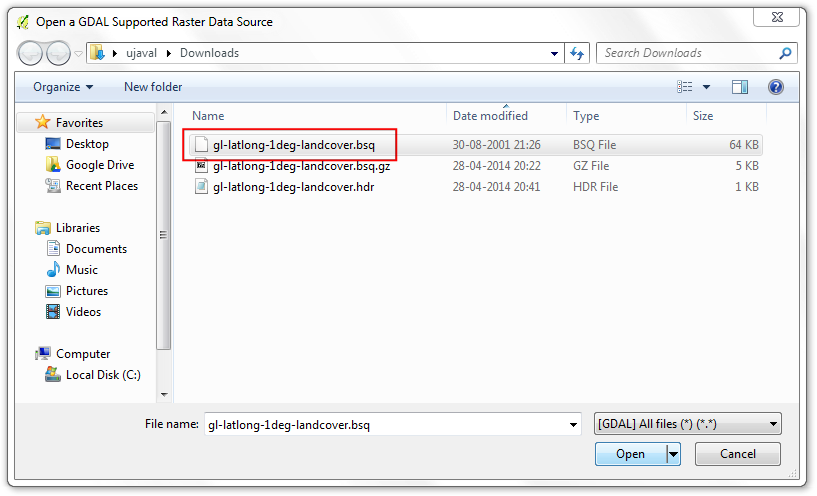 Open a GDAL Supported Raster Data Source
ujaval Downloads
Search Downloads
Organize New folder
Name Date modified Type Size
Favorites
Desktop
Google Drive
Recent Places
Libraries
Documents
Music
Pictures
Videos
Computer
Local Disk (C:)
gl-latlong-1deg-landcover.bsq 30-08-2001 21:26 BSQ File 64 KB
gl-latlong-1deg-landcover.bsq.gz 28-04-2014 20:22 GZ File 5 KB
gl-latlong-1deg-landcover.hdr 28-04-2014 20:41 HDR File 1 KB
File name: gl-latlong-1deg-landcover.bsq [GDAL] All files (*) (*.*)
Open Cancel